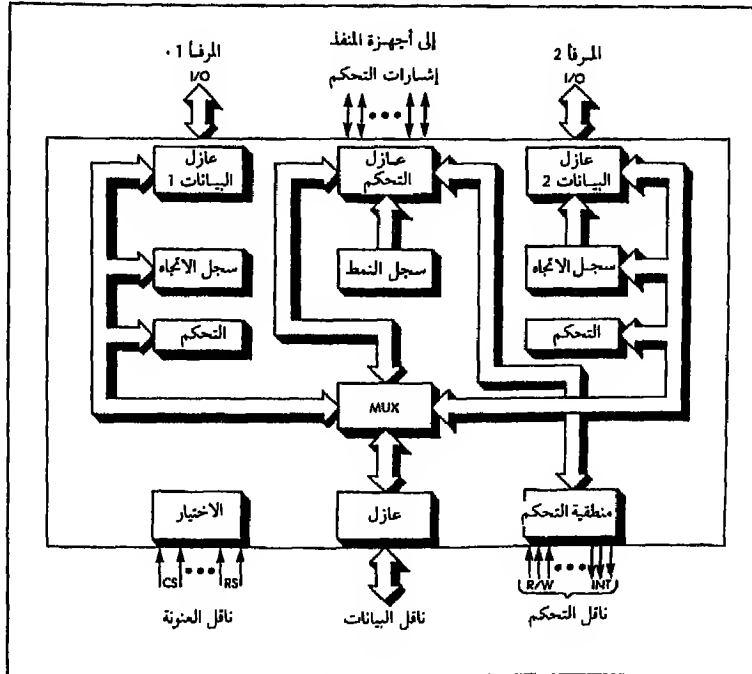 المرفأ 1
I/O
إلى أجهزة المنفذ
إشارات التحكم
المرفأ 2
I/O
عازل
البيانات 1
عازل
التحكم
عازل
البيانات 2
سجل الاتجاه
سجل النمط
سجل الاتجاه
التحكم
التحكم
MUX
الاختيار
عازل
منطقية التحكم
CS
RS
R/W
INT
ناقل العنونة
ناقل البيانات
ناقل التحكم